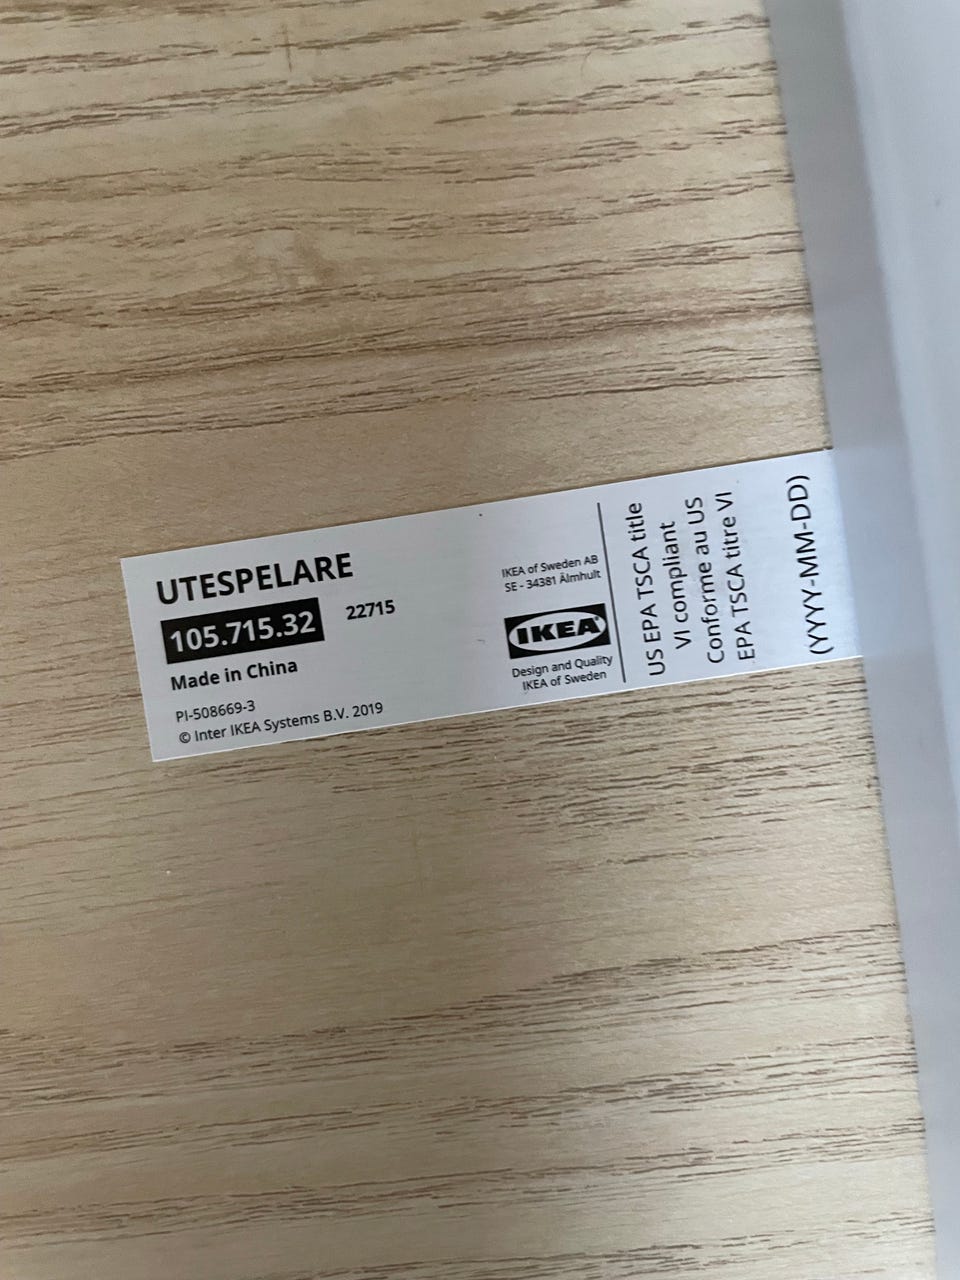 UTESPELARE
105.715.32 22715
Made in China
PI-508669-3
© Inter IKEA Systems B.V. 2019
IKEA of Sweden AB
SE - 34381 Älmhult
IKEA®
Design and Quality
IKEA of Sweden
US EPA TSCA title
VI compliant
Conforme au US
EPA TSCA titre VI
(YYYY-MM-DD)